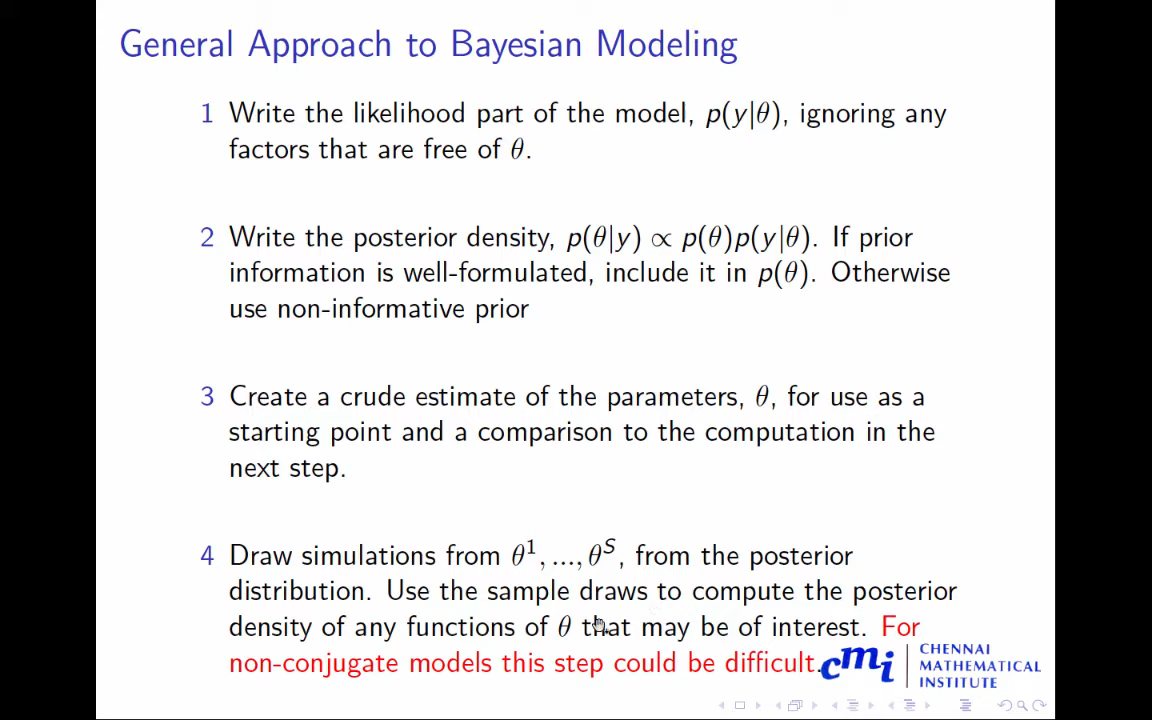 General Approach to Bayesian Modeling
1 Write the likelihood part of the model, p(y|θ), ignoring any
factors that are free of θ.
2 Write the posterior density, p(θ|y) ∝ p(θ)p(y|θ). If prior
information is well-formulated, include it in p(θ). Otherwise
use non-informative prior
3 Create a crude estimate of the parameters, θ, for use as a
starting point and a comparison to the computation in the
next step.
4 Draw simulations from θ¹, ..., θˢ, from the posterior
distribution. Use the sample draws to compute the posterior
density of any functions of θ that may be of interest. For
non-conjugate models this step could be difficult.
cmi
CHENNAI
MATHEMATICAL
INSTITUTE